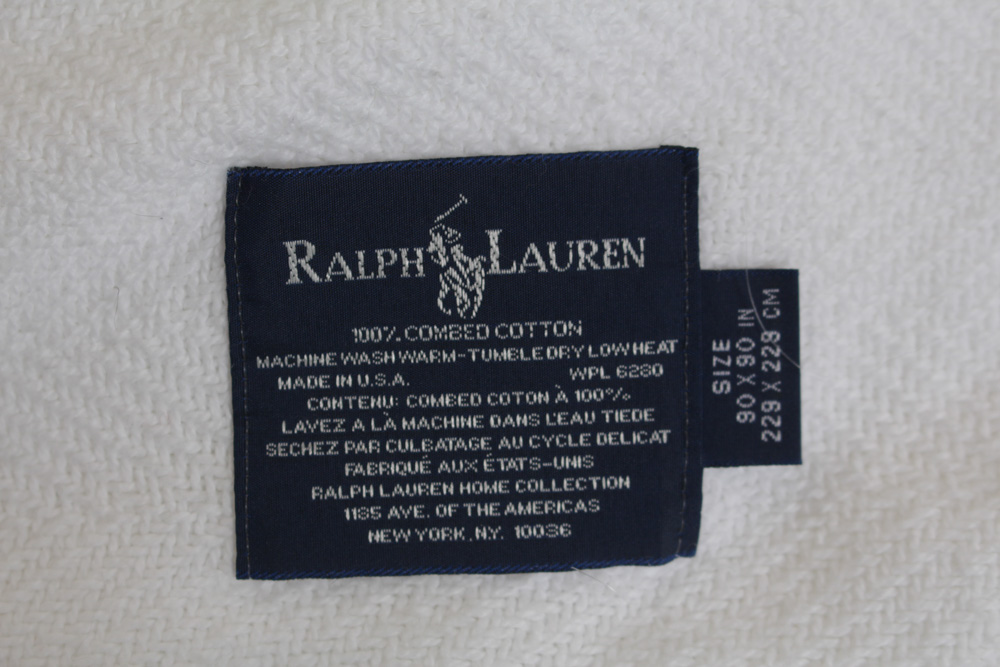 RALPH LAUREN
100% COMBED COTTON
MACHINE WASH WARM-TUMBLE DRY LOW HEAT
MADE IN U.S.A. WPL 6280
CONTENU: COMBED COTON À 100%
LAVEZ A LÀ MACHINE DANS L'EAU TIEDE
SECHEZ PAR CULBATAGE AU CYCLE DELICAT
FABRIQUÉ AUX ÉTATS-UNIS
RALPH LAUREN HOME COLLECTION
1185 AVE. OF THE AMERICAS
NEW YORK, N.Y. 10036
SIZE
90 X 90 IN
229 X 229 CM